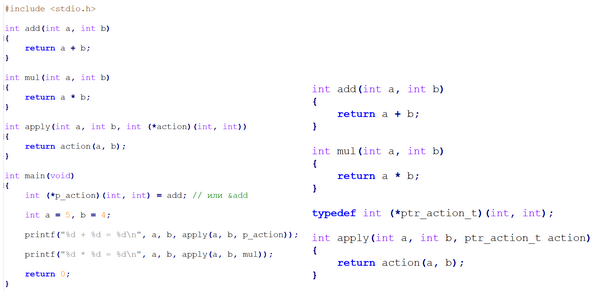 #include <stdio.h>
int add(int a, int b)
{
return a + b;
}
int mul(int a, int b)
{
return a * b;
}
int apply(int a, int b, int (*action)(int, int))
{
return action(a, b);
}
int main(void)
{
int (*p_action)(int, int) = add; // или &add
int a = 5, b = 4;
printf("%d + %d = %d\n", a, b, apply(a, b, p_action));
printf("%d * %d = %d\n", a, b, apply(a, b, mul));
return 0;
}
int add(int a, int b)
{
return a + b;
}
int mul(int a, int b)
{
return a * b;
}
typedef int (*ptr_action_t)(int, int);
int apply(int a, int b, ptr_action_t action)
{
return action(a, b);
}